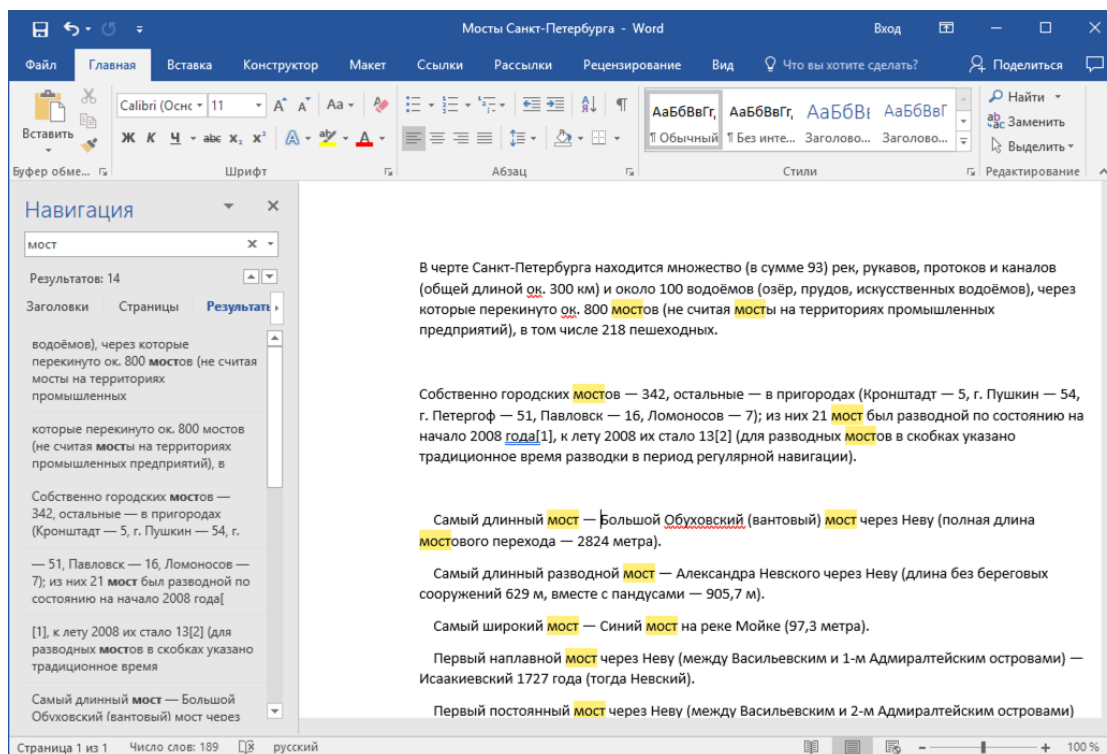 Мосты Санкт-Петербурга - Word
Вход
Файл Главная Вставка Конструктор Макет Ссылки Рассылки Рецензирование Вид Что вы хотите сделать? Поделиться
Вставить
Calibri (Оснс 11
Aa
Ж К Ч abc x₂ x²
АаБбВвГг, АаБбВвГг, АаБбВı АаБбВвГ
¶ Обычный ¶ Без инте... Заголово... Заголово...
Найти
Заменить
Выделить
Буфер обме... Шрифт Абзац Стили Редактирование
Навигация
мост
Результатов: 14
Заголовки Страницы Результаты
водоёмов), через которые
перекинуто ок. 800 мостов (не считая
мосты на территориях
промышленных
которые перекинуто ок. 800 мостов
(не считая мосты на территориях
промышленных предприятий), в
Собственно городских мостов —
342, остальные — в пригородах
(Кронштадт — 5, г. Пушкин — 54, г.
— 51, Павловск — 16, Ломоносов —
7); из них 21 мост был разводной по
состоянию на начало 2008 года[
[1], к лету 2008 их стало 13[2] (для
разводных мостов в скобках указано
традиционное время
Самый длинный мост — Большой
Обуховский (вантовый) мост через
В черте Санкт-Петербурга находится множество (в сумме 93) рек, рукавов, протоков и каналов
(общей длиной ок. 300 км) и около 100 водоёмов (озёр, прудов, искусственных водоёмов), через
которые перекинуто ок. 800 мостов (не считая мосты на территориях промышленных
предприятий), в том числе 218 пешеходных.
Собственно городских мостов — 342, остальные — в пригородах (Кронштадт — 5, г. Пушкин — 54,
г. Петергоф — 51, Павловск — 16, Ломоносов — 7); из них 21 мост был разводной по состоянию на
начало 2008 года[1], к лету 2008 их стало 13[2] (для разводных мостов в скобках указано
традиционное время разводки в период регулярной навигации).
Самый длинный мост — Большой Обуховский (вантовый) мост через Неву (полная длина
мостового перехода — 2824 метра).
Самый длинный разводной мост — Александра Невского через Неву (длина без береговых
сооружений 629 м, вместе с пандусами — 905,7 м).
Самый широкий мост — Синий мост на реке Мойке (97,3 метра).
Первый наплавной мост через Неву (между Васильевским и 1-м Адмиралтейским островами) —
Исаакиевский 1727 года (тогда Невский).
Первый постоянный мост через Неву (между Васильевским и 2-м Адмиралтейским островами)
Страница 1 из 1 Число слов: 189 русский 100 %